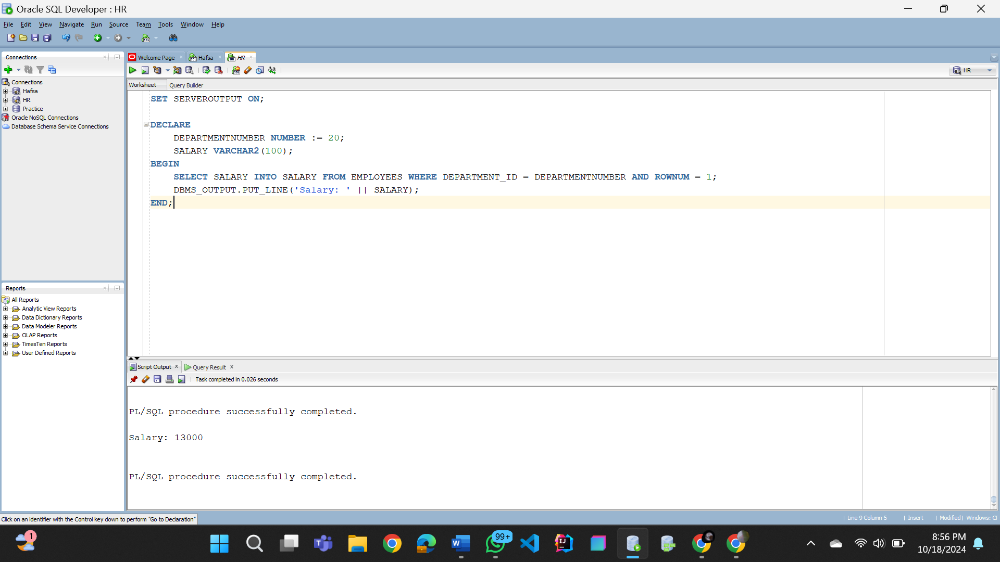 Oracle SQL Developer : HR
File Edit View Navigate Run Source Team Tools Window Help
Connections
Connections
Hafsa
HR
Practice
Oracle NoSQL Connections
Database Schema Service Connections
Reports
All Reports
Analytic View Reports
Data Dictionary Reports
Data Modeler Reports
OLAP Reports
TimesTen Reports
User Defined Reports
Welcome Page Hafsa HR
HR
Worksheet Query Builder
SET SERVEROUTPUT ON;
DECLARE
DEPARTMENTNUMBER NUMBER := 20;
SALARY VARCHAR2(100);
BEGIN
SELECT SALARY INTO SALARY FROM EMPLOYEES WHERE DEPARTMENT_ID = DEPARTMENTNUMBER AND ROWNUM = 1;
DBMS_OUTPUT.PUT_LINE('Salary: ' || SALARY);
END;
Script Output Query Result
Task completed in 0.026 seconds
PL/SQL procedure successfully completed.
Salary: 13000
PL/SQL procedure successfully completed.
Click on an identifier with the Control key down to perform "Go to Declaration"
Line 9 Column 5 Insert Modified Windows: CF
1
99+
8:56 PM
10/18/2024